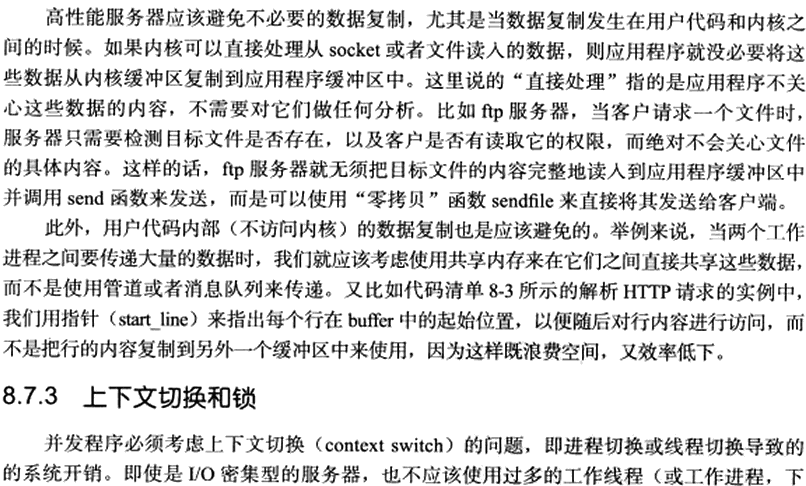 高性能服务器应该避免不必要的数据复制，尤其是当数据复制发生在用户代码和内核之
间的时候。如果内核可以直接处理从 socket 或者文件读入的数据，则应用程序就没必要将这
些数据从内核缓冲区复制到应用程序缓冲区中。这里说的“直接处理”指的是应用程序不关
心这些数据的内容，不需要对它们做任何分析。比如 ftp 服务器，当客户请求一个文件时，
服务器只需要检测目标文件是否存在，以及客户是否有读取它的权限，而绝对不会关心文件
的具体内容。这样的话，ftp 服务器就无须把目标文件的内容完整地读入到应用程序缓冲区中
并调用 send 函数来发送，而是可以使用“零拷贝”函数 sendfile 来直接将其发送给客户端。
此外，用户代码内部（不访问内核）的数据复制也是应该避免的。举例来说，当两个工作
进程之间要传递大量的数据时，我们就应该考虑使用共享内存来在它们之间直接共享这些数据，
而不是使用管道或者消息队列来传递。又比如代码清单 8-3 所示的解析 HTTP 请求的实例中，
我们用指针（start_line）来指出每个行在 buffer 中的起始位置，以便随后对行内容进行访问，而
不是把行的内容复制到另外一个缓冲区中来使用，因为这样既浪费空间，又效率低下。
8.7.3 上下文切换和锁
并发程序必须考虑上下文切换（context switch）的问题，即进程切换或线程切换导致的
的系统开销。即使是 I/O 密集型的服务器，也不应该使用过多的工作线程（或工作进程，下